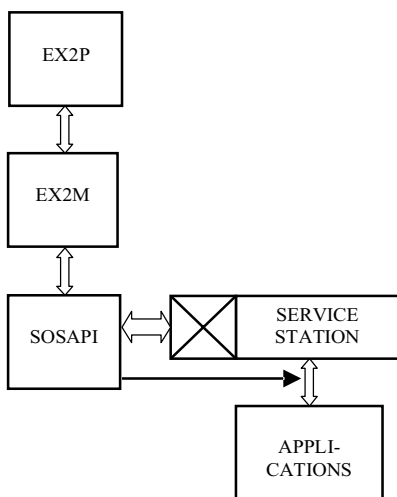 EX2P
EX2M
SOSAPI
SERVICE
STATION
APPLI-
CATIONS